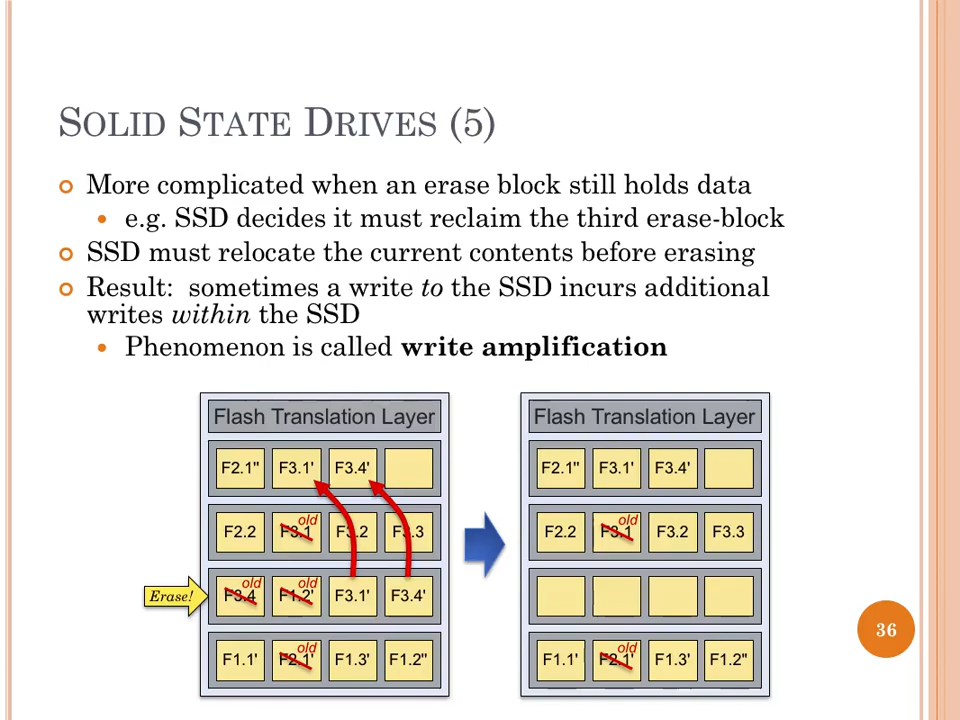 SOLID STATE DRIVES (5)
More complicated when an erase block still holds data
e.g. SSD decides it must reclaim the third erase-block
SSD must relocate the current contents before erasing
Result: sometimes a write to the SSD incurs additional
writes within the SSD
Phenomenon is called write amplification
Flash Translation Layer
F2.1'' F3.1' F3.4'
F2.2 F3.1 old F3.2 F3.3
Erase! F3.4 old F1.2' old F3.1' F3.4'
F1.1' F2.1' old F1.3' F1.2''
Flash Translation Layer
F2.1'' F3.1' F3.4'
F2.2 F3.1 old F3.2 F3.3
F1.1' F2.1' old F1.3' F1.2''
36